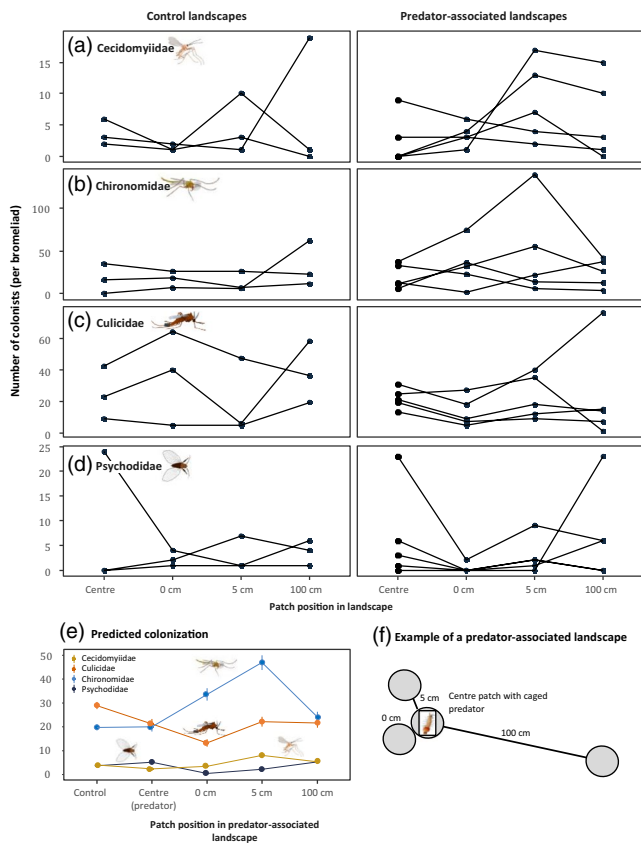 Control landscapes
Predator-associated landscapes
(a) Cecidomyiidae
15
10
5
0
(b) Chironomidae
100
50
0
(c) Culicidae
60
40
20
0
(d) Psychodidae
25
20
15
10
5
0
Number of colonists (per bromeliad)
Centre 0 cm 5 cm 100 cm
Centre 0 cm 5 cm 100 cm
Patch position in landscape
(e) Predicted colonization
Cecidomyiidae
Culicidae
Chironomidae
Psychodidae
50
40
30
20
10
0
Control Centre 0 cm 5 cm 100 cm
(predator)
Patch position in predator-associated
landscape
(f) Example of a predator-associated landscape
5 cm
Centre patch with caged
predator
0 cm
100 cm